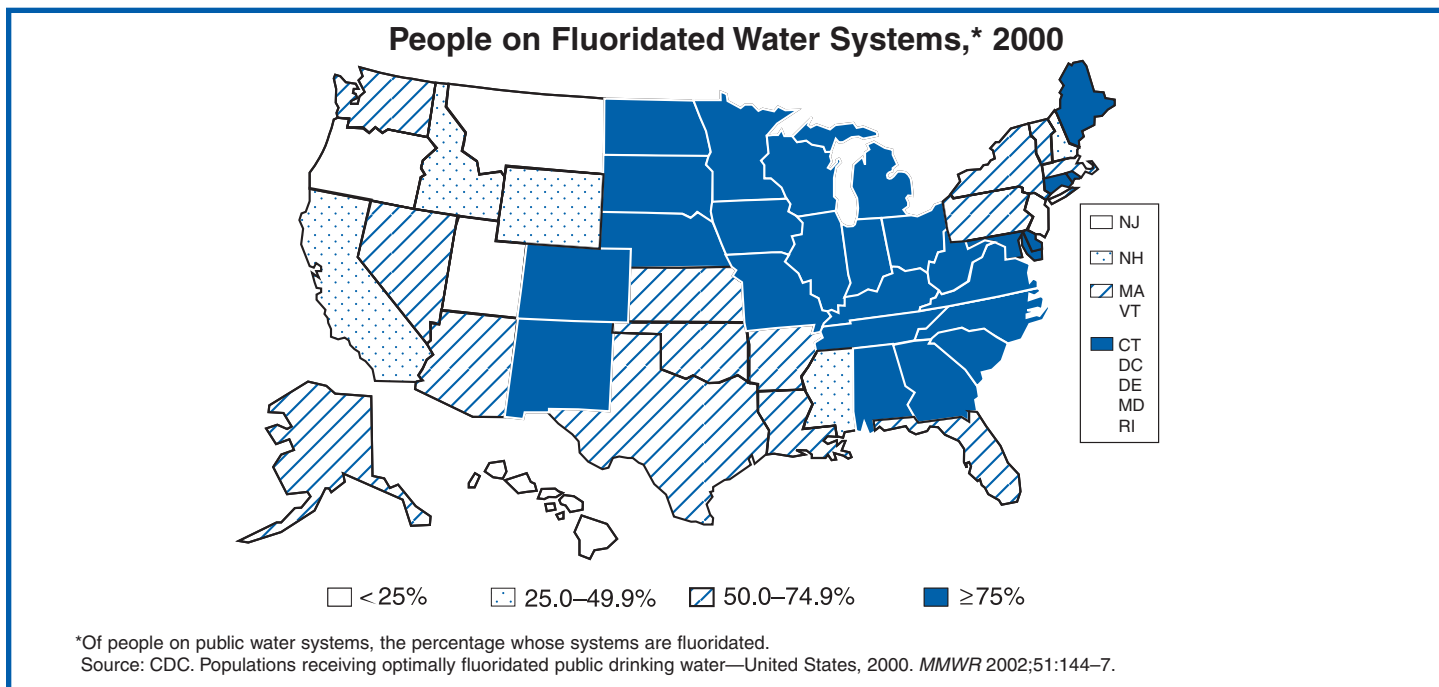 People on Fluoridated Water Systems,* 2000
NJ
NH
MA
VT
CT
DC
DE
MD
RI
<25% 25.0–49.9% 50.0–74.9% ≥75%
*Of people on public water systems, the percentage whose systems are fluoridated.
Source: CDC. Populations receiving optimally fluoridated public drinking water—United States, 2000. MMWR 2002;51:144–7.